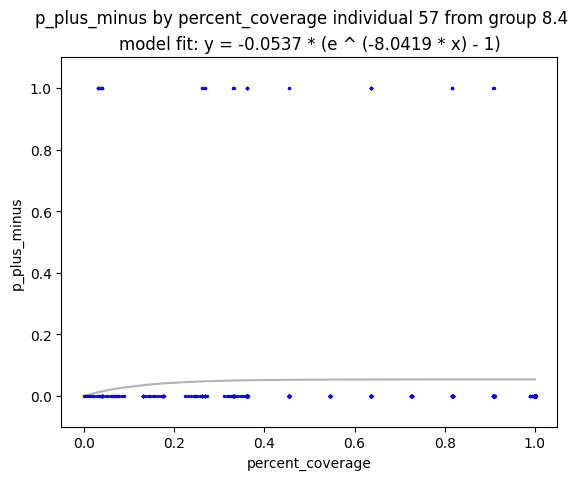 p_plus_minus by percent_coverage individual 57 from group 8.4
model fit: y = -0.0537 * (e ^ (-8.0419 * x) - 1)
1.0
0.8
0.6
0.4
0.2
0.0
p_plus_minus
0.0 0.2 0.4 0.6 0.8 1.0
percent_coverage